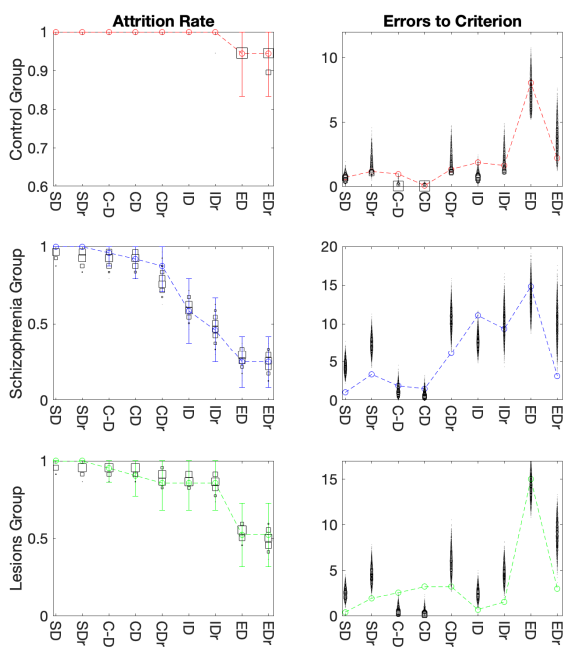 Attrition Rate
Errors to Criterion
Control Group
1
0.9
0.8
0.7
0.6
SD
SDr
C-D
CD
CDr
ID
IDr
ED
EDr
10
5
0
SD
SDr
C-D
CD
CDr
ID
IDr
ED
EDr
Schizophrenia Group
1
0.5
0
SD
SDr
C-D
CD
CDr
ID
IDr
ED
EDr
20
15
10
5
0
SD
SDr
C-D
CD
CDr
ID
IDr
ED
EDr
Lesions Group
1
0.5
0
SD
SDr
C-D
CD
CDr
ID
IDr
ED
EDr
15
10
5
0
SD
SDr
C-D
CD
CDr
ID
IDr
ED
EDr